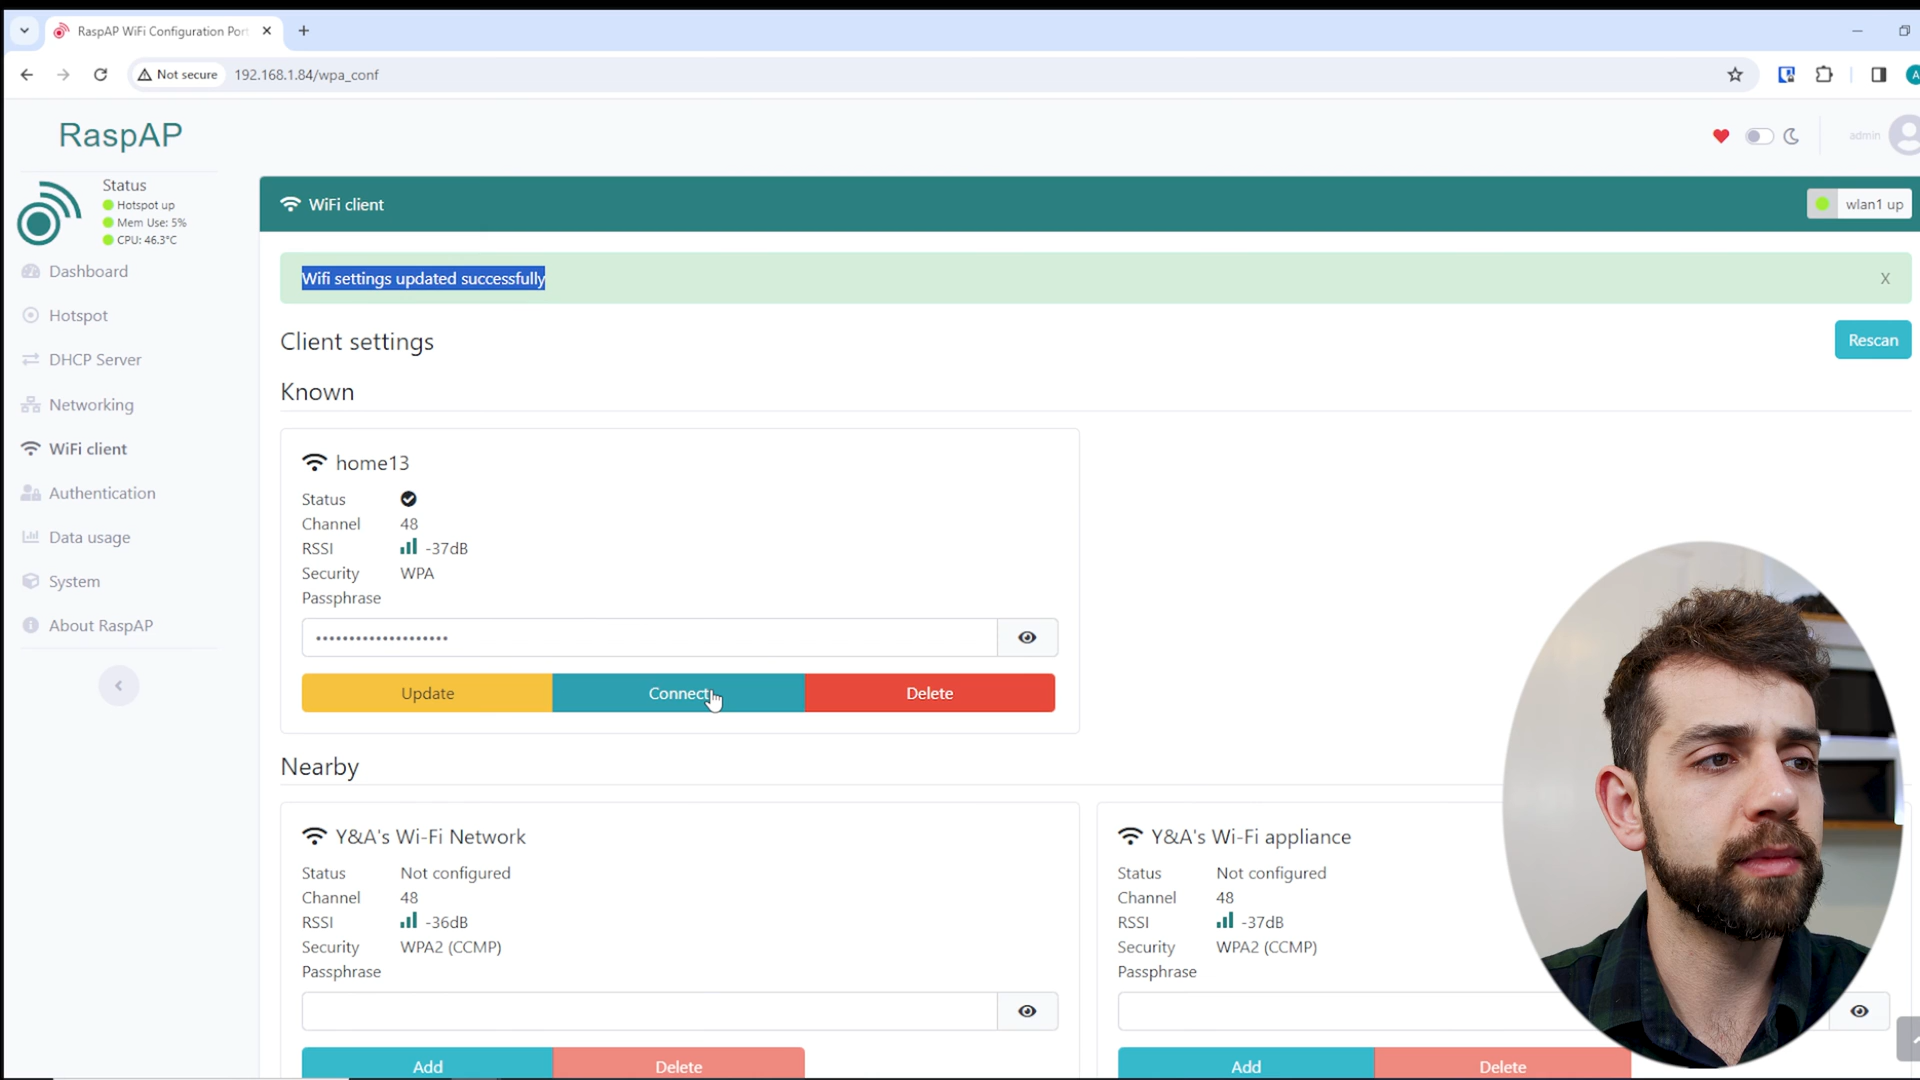 RaspAP WiFi Configuration Port
Not secure
192.168.1.84/wpa_conf
A
RaspAP
admin
Status
Hotspot up
Mem Use: 5%
CPU: 46.3°C
Dashboard
Hotspot
DHCP Server
Networking
WiFi client
Authentication
Data usage
System
About RaspAP
WiFi client
wlan1 up
Wifi settings updated successfully
X
Client settings
Rescan
Known
home13
Status
Channel 48
RSSI -37dB
Security WPA
Passphrase
••••••••••••••••••••
Update
Connect
Delete
Nearby
Y&A's Wi-Fi Network
Status Not configured
Channel 48
RSSI -36dB
Security WPA2 (CCMP)
Passphrase
Add
Delete
Y&A's Wi-Fi appliance
Status Not configured
Channel 48
RSSI -37dB
Security WPA2 (CCMP)
Passphrase
Add
Delete